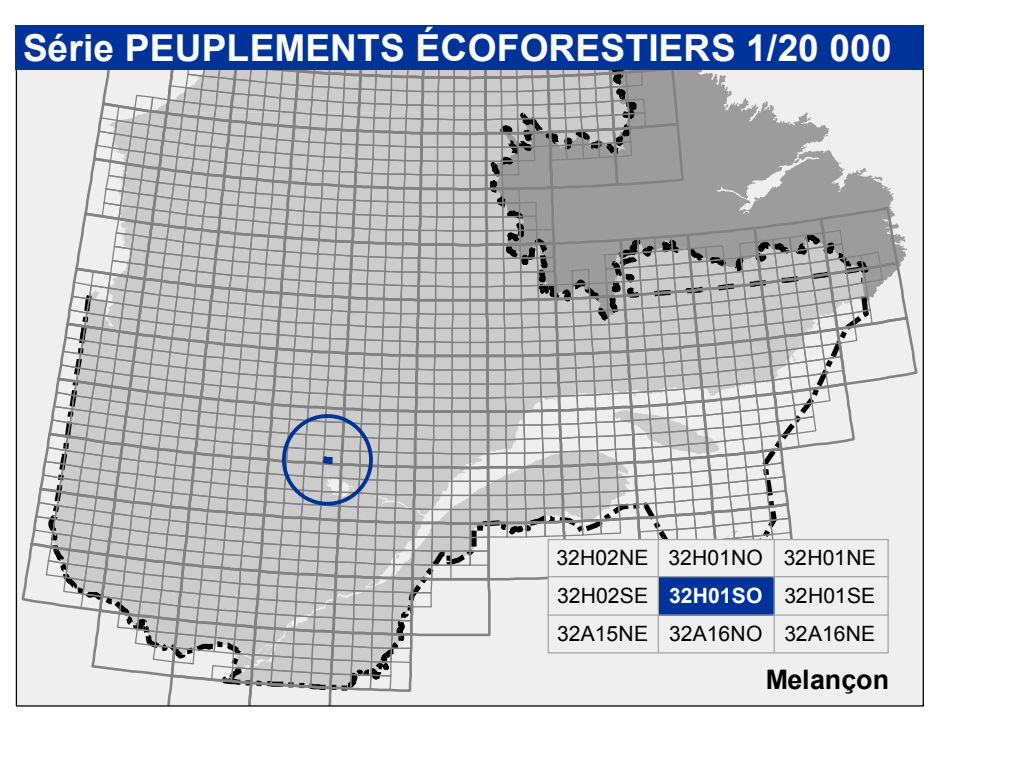 Série PEUPLEMENTS ÉCOFORESTIERS 1/20 000
32H02NE 32H01NO 32H01NE
32H02SE 32H01SO 32H01SE
32A15NE 32A16NO 32A16NE
Melançon